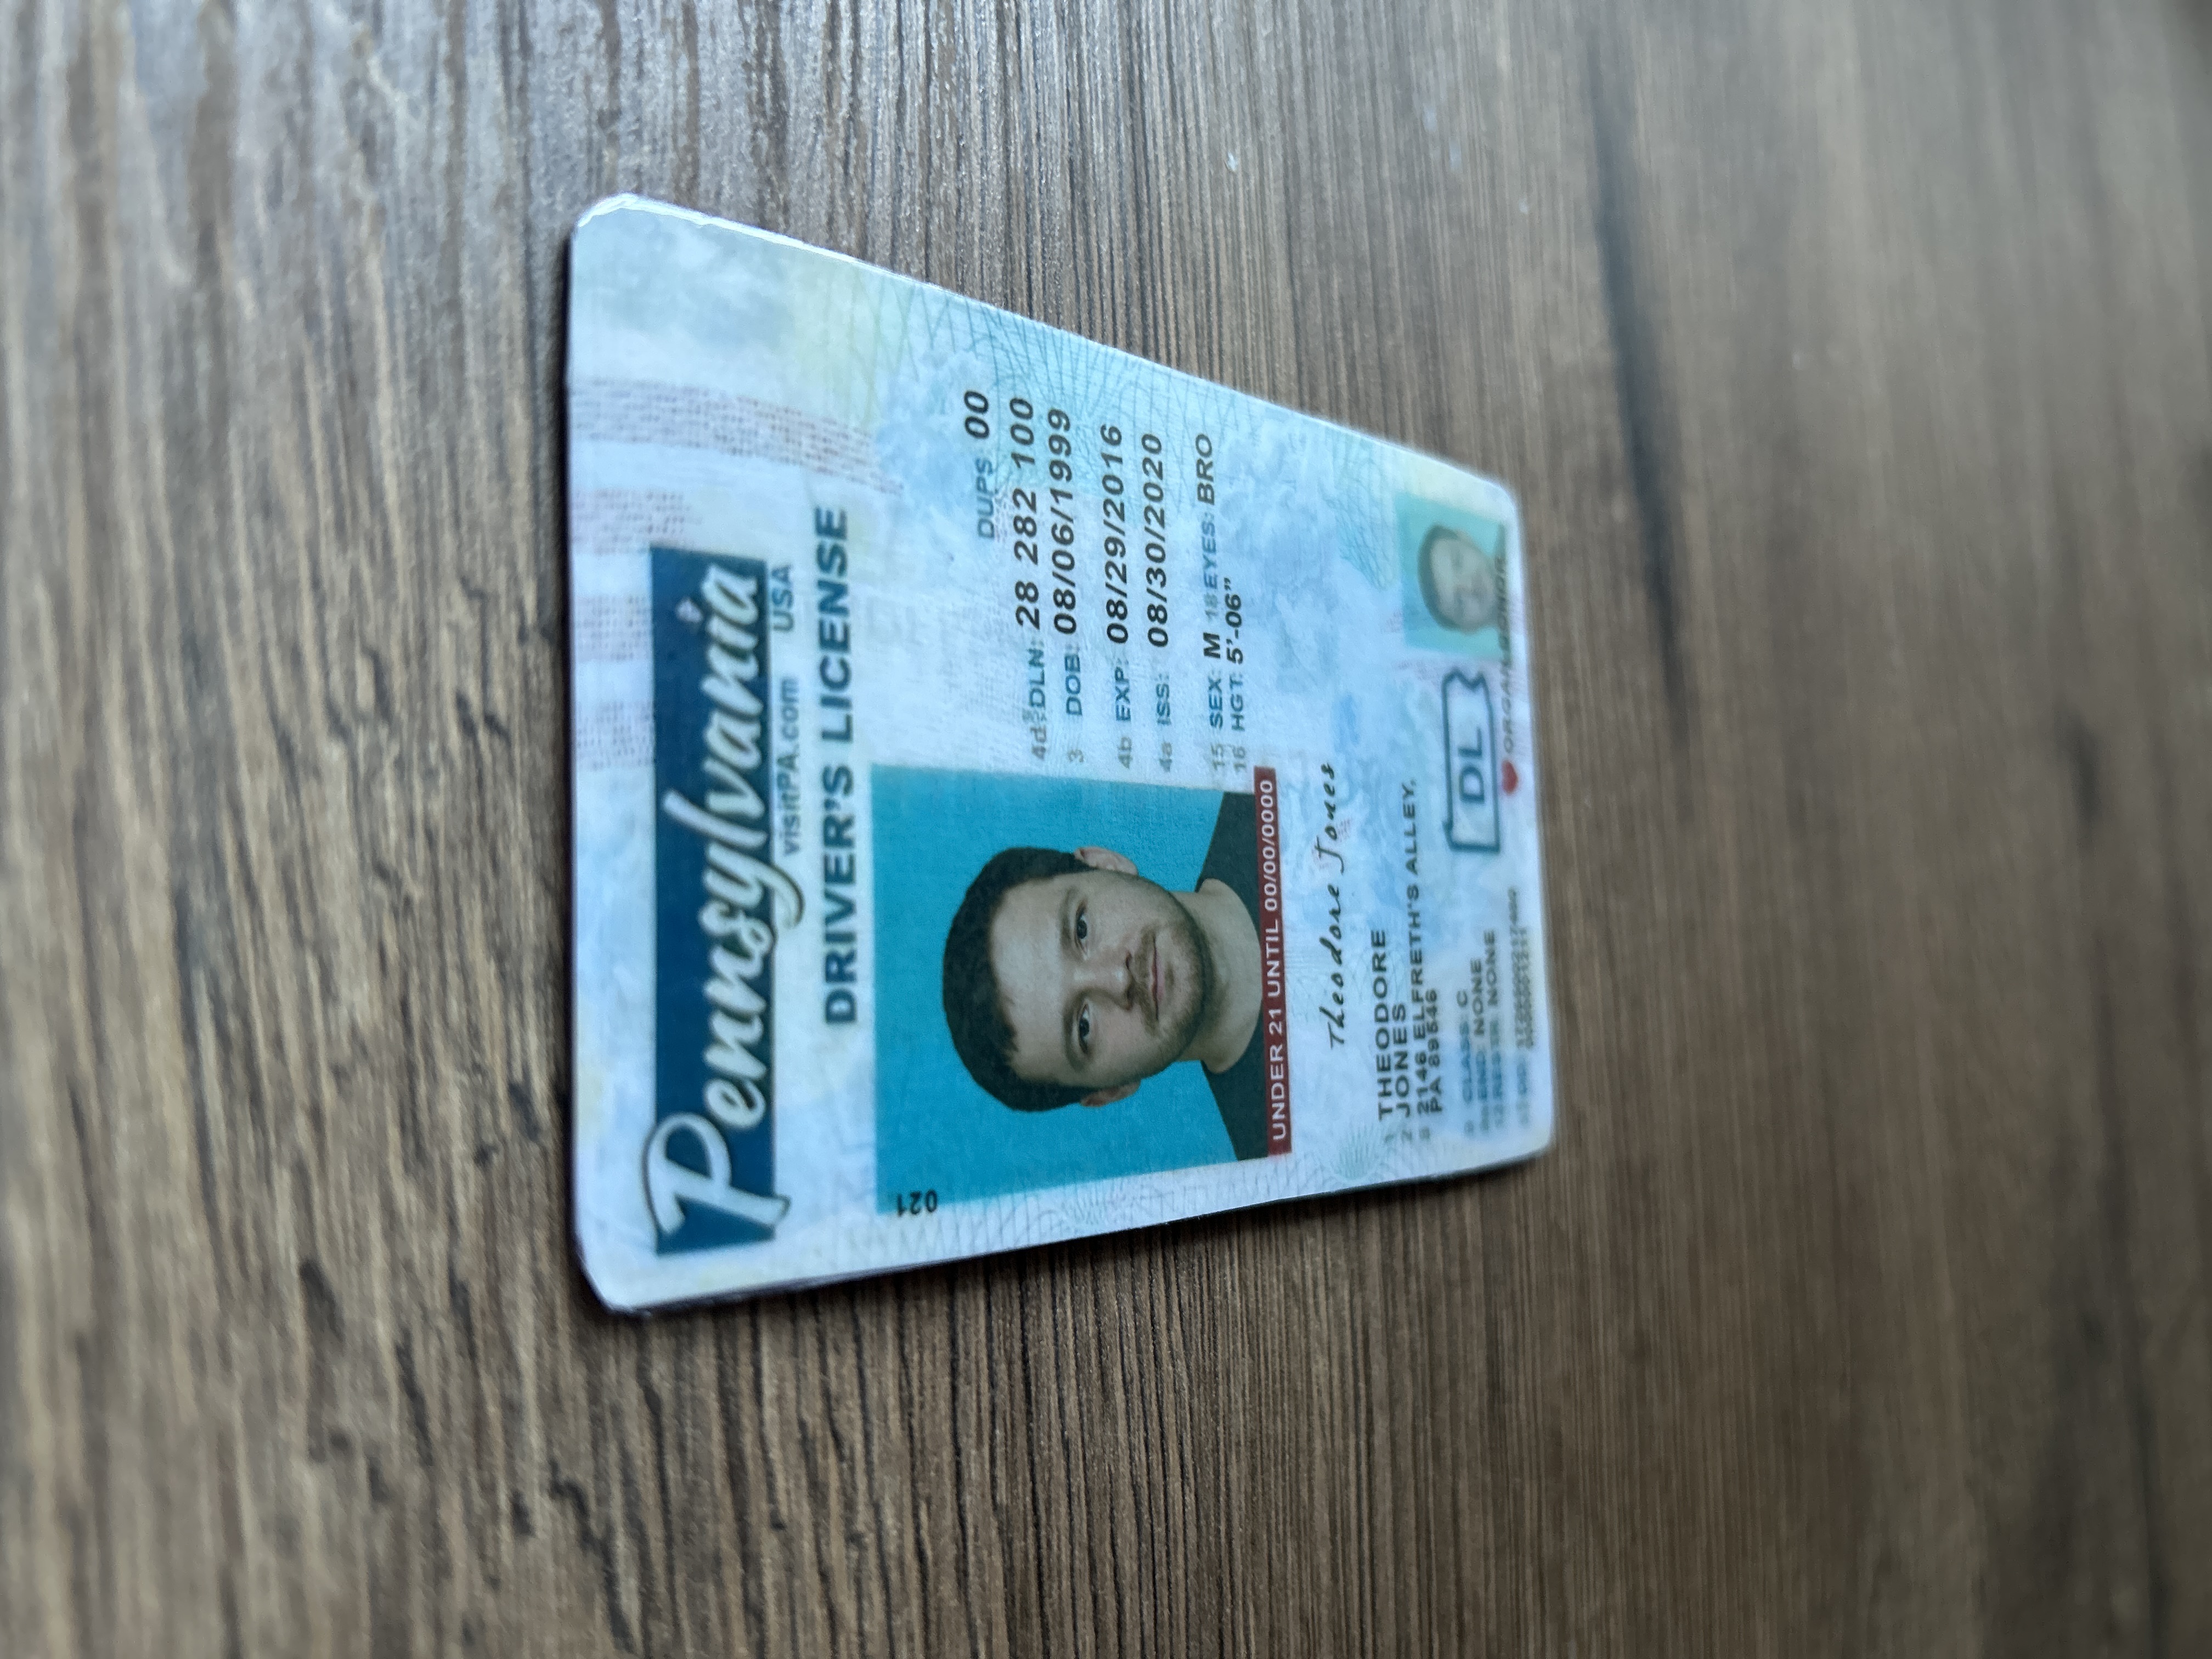 Pennsylvania
visitPA.com USA
DRIVER'S LICENSE
021
DUPS 00
4d DLN: 28 282 100
3 DOB: 08/06/1999
4b EXP: 08/29/2016
4a ISS: 08/30/2020
15 SEX: M 18 EYES: BRO
16 HGT: 5'-06"
UNDER 21 UNTIL 00/00/0000
Theodore Jones
1 THEODORE
2 JONES
8 2146 ELFRETH'S ALLEY,
PA 89546
9 CLASS: C
9a END: NONE
12 RESTR: NONE
DL
ORGAN DONOR